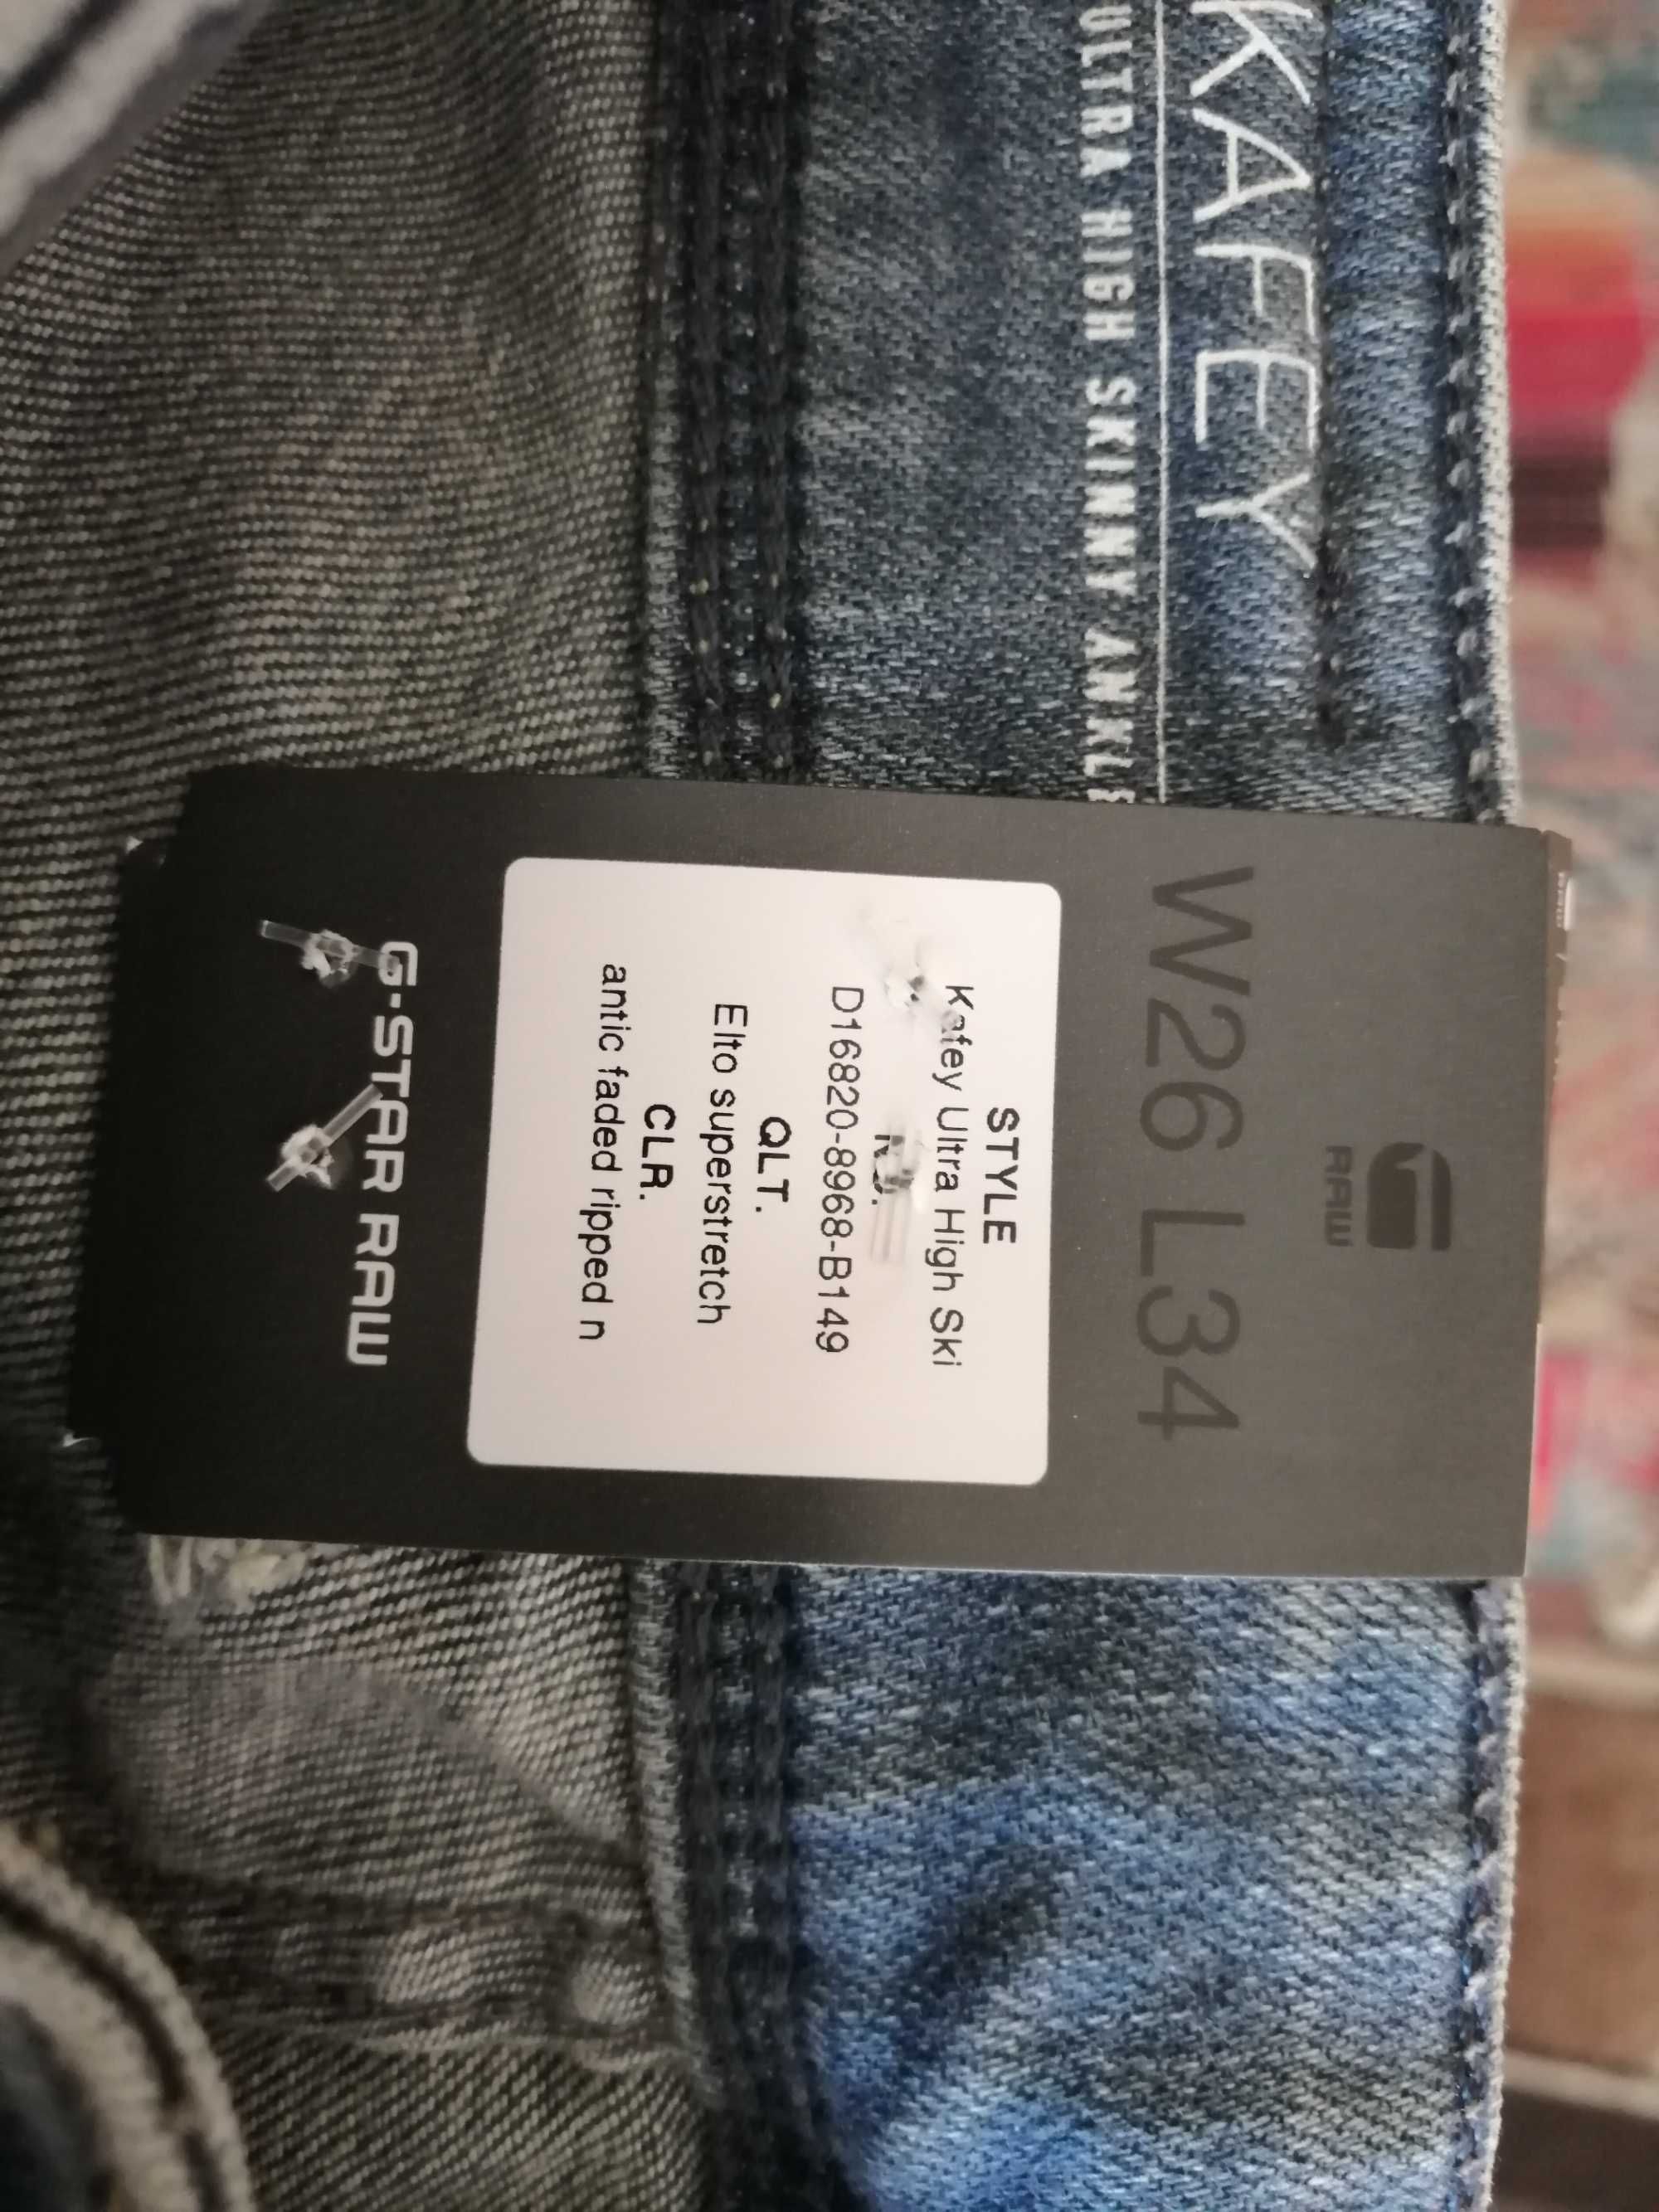 KAFEY
ULTRA HIGH SKINNY ANKLE
RAW
W26 L34
STYLE
Kafey Ultra High Ski
NO.
D16820-8968-B149
QLT.
Elto superstretch
CLR.
antic faded ripped n
G-STAR RAW